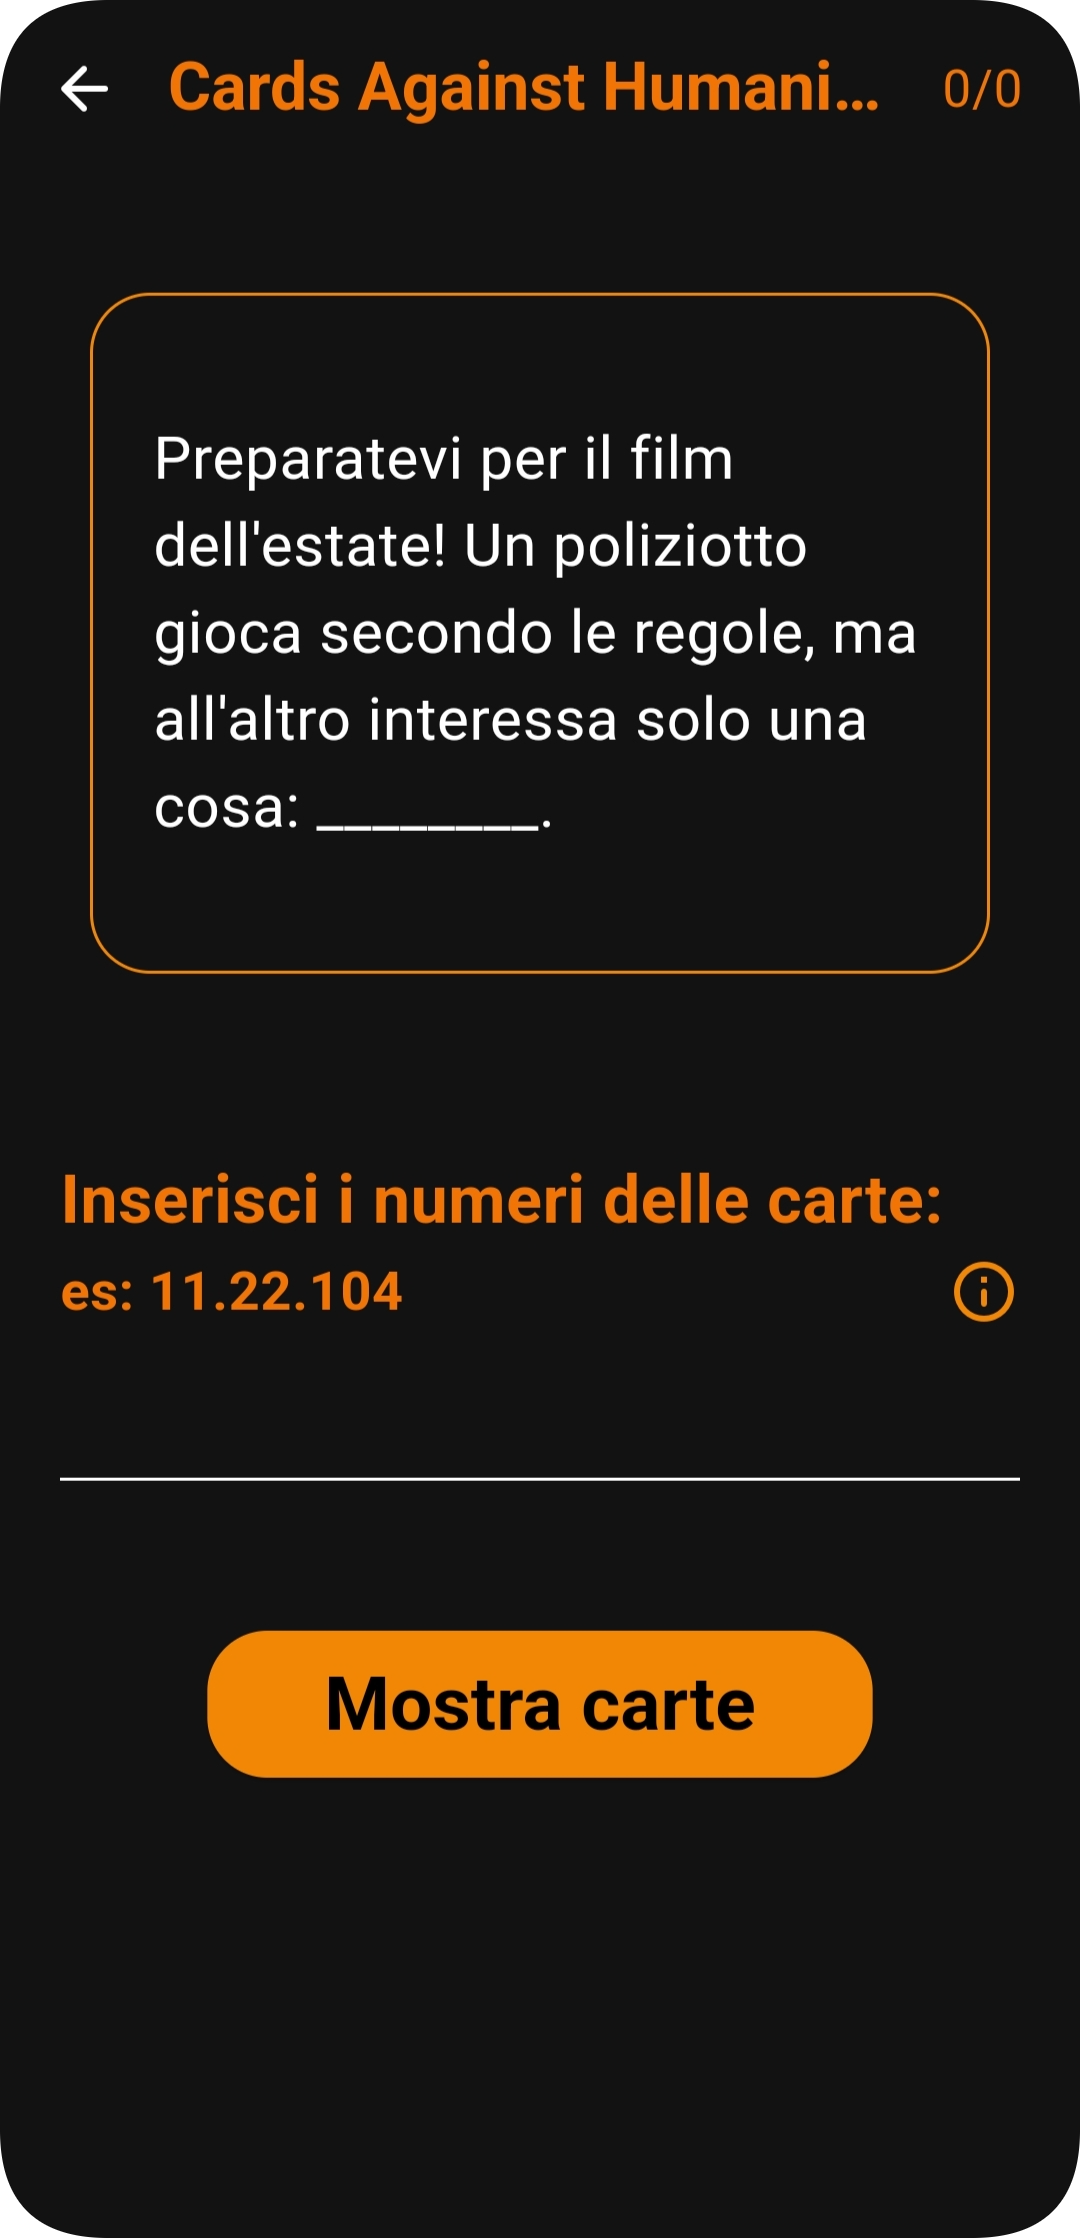 Cards Against Humani...
0/0
Preparatevi per il film
dell'estate! Un poliziotto
gioca secondo le regole, ma
all'altro interessa solo una
cosa: ________.
Inserisci i numeri delle carte:
es: 11.22.104
Mostra carte